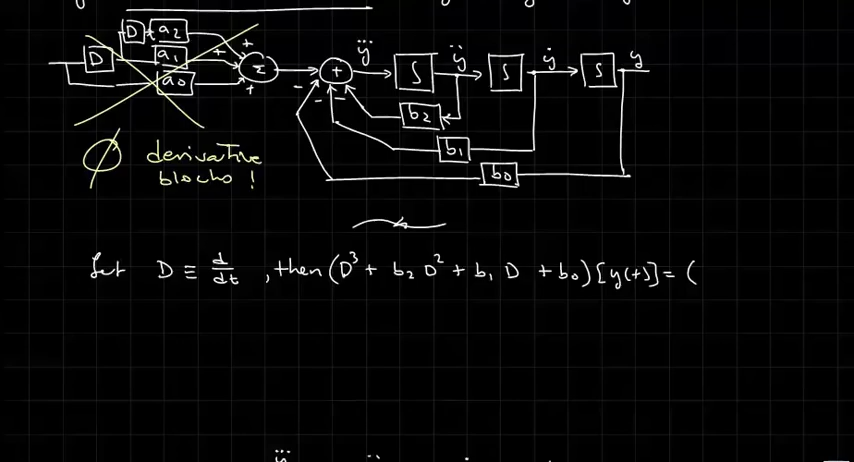 D a2
D a1 + +
a0 Σ + + − − − ÿ̇ ∫ ÿ ∫ ẏ ∫ y
b2
b1
b0
∅ derivative
blocks !
Let D ≡ d/dt , then (D³ + b₂ D² + b₁ D + b₀) [y(t)] = (
ÿ̇